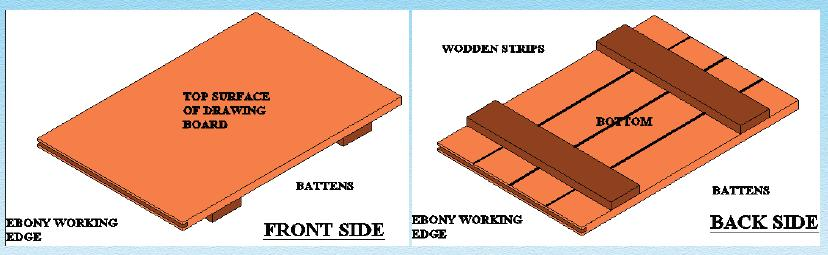 TOP SURFACE
OF DRAWING
BOARD
BATTENS
EBONY WORKING
EDGE
FRONT SIDE
WODDEN STRIPS
BOTTOM
BATTENS
EBONY WORKING
EDGE
BACK SIDE